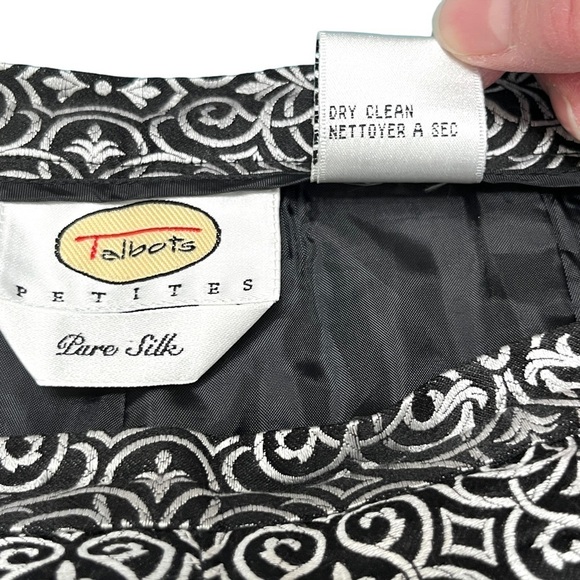 DRY CLEAN
NETTOYER A SEC
Talbots
PETITES
Pure Silk